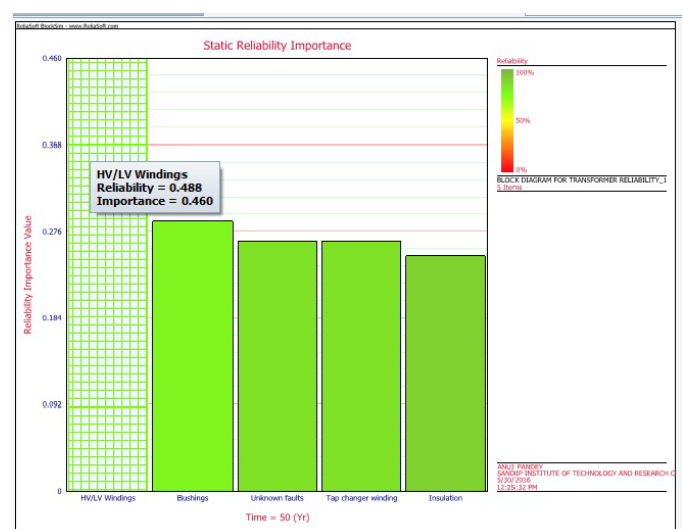 ReliaSoft BlockSim - www.ReliaSoft.com
Static Reliability Importance
Reliability
100%
50%
0%
BLOCK DIAGRAM FOR TRANSFORMER RELIABILITY_1
5 Items
Reliability Importance Value
0.460
0.368
0.276
0.184
0.092
0
HV/LV Windings
Reliability = 0.488
Importance = 0.460
HV/LV Windings
Bushings
Unknown faults
Tap changer winding
Insulation
Time = 50 (Yr)
ANUJ PANDEY
SANDIP INSTITUTE OF TECHNOLOGY AND RESEARCH C
5/30/2016
12:25:32 PM